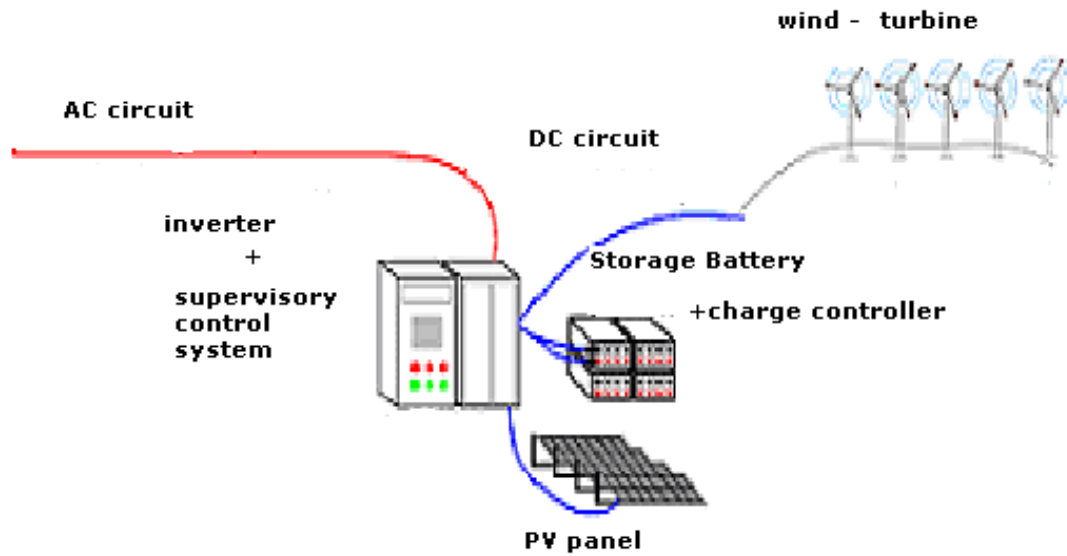 wind - turbine
AC circuit
DC circuit
inverter
+
supervisory
control
system
Storage Battery
+charge controller
PV panel